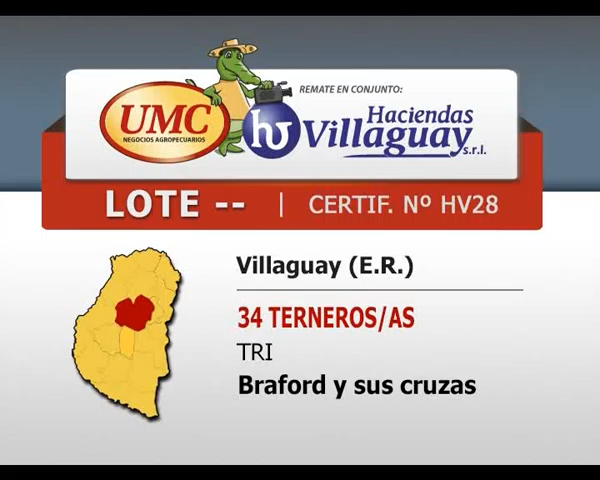 REMATE EN CONJUNTO:
UMC
NEGOCIOS AGROPECUARIOS
hv
Haciendas
Villaguay
s.r.l.
LOTE -- | CERTIF. Nº HV28
Villaguay (E.R.)
34 TERNEROS/AS
TRI
Braford y sus cruzas